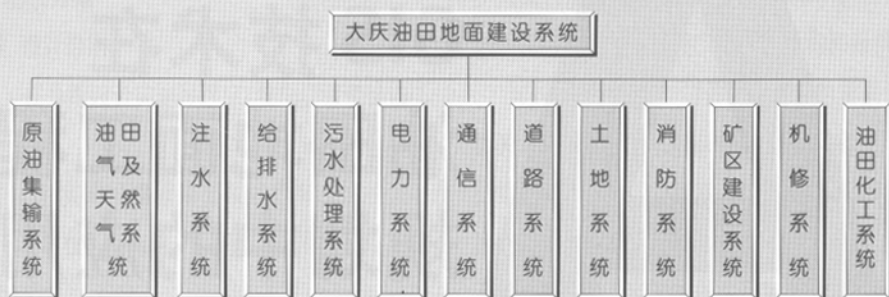 大庆油田地面建设系统
原油集输系统
油田气及天然气系统
注水系统
给排水系统
污水处理系统
电力系统
通信系统
道路系统
土地系统
消防系统
矿区建设系统
机修系统
油田化工系统